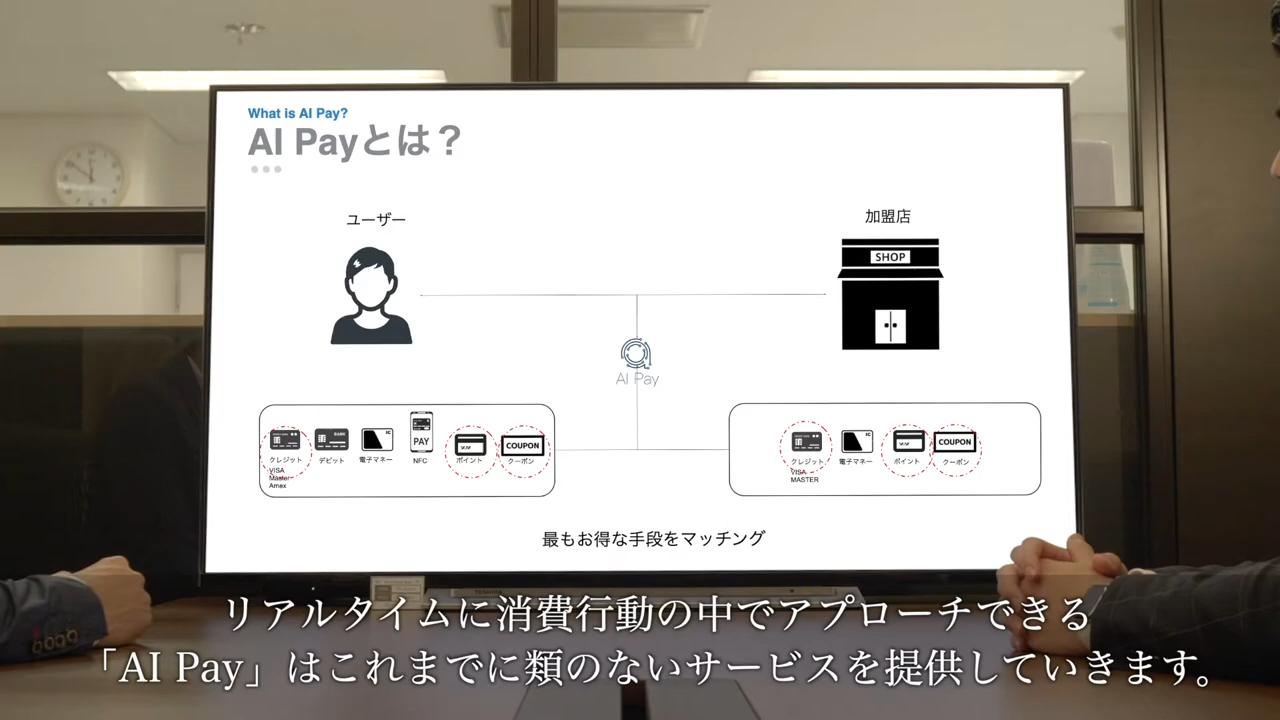 What is AI Pay?
AI Payとは？
ユーザー
加盟店
SHOP
AI Pay
PAY
COUPON
クレジット
デビット
電子マネー
NFC
ポイント
クーポン
VISA
Master
Amex
COUPON
クレジット
電子マネー
ポイント
クーポン
VISA
MASTER
最もお得な手段をマッチング
リアルタイムに消費行動の中でアプローチできる
「AI Pay」はこれまでに類のないサービスを提供していきます。